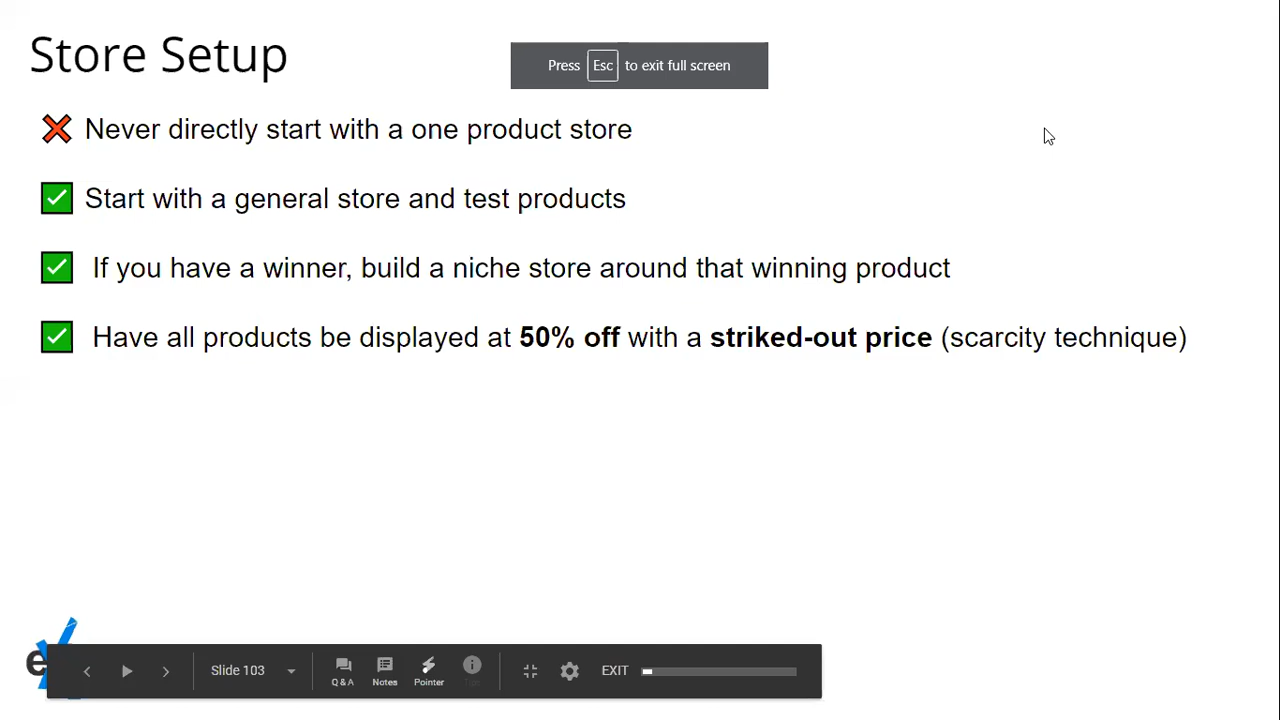 Store Setup
Press Esc to exit full screen
Never directly start with a one product store
Start with a general store and test products
If you have a winner, build a niche store around that winning product
Have all products be displayed at 50% off with a striked-out price (scarcity technique)
e
Slide 103
Q & A
Notes
Pointer
Tips
EXIT